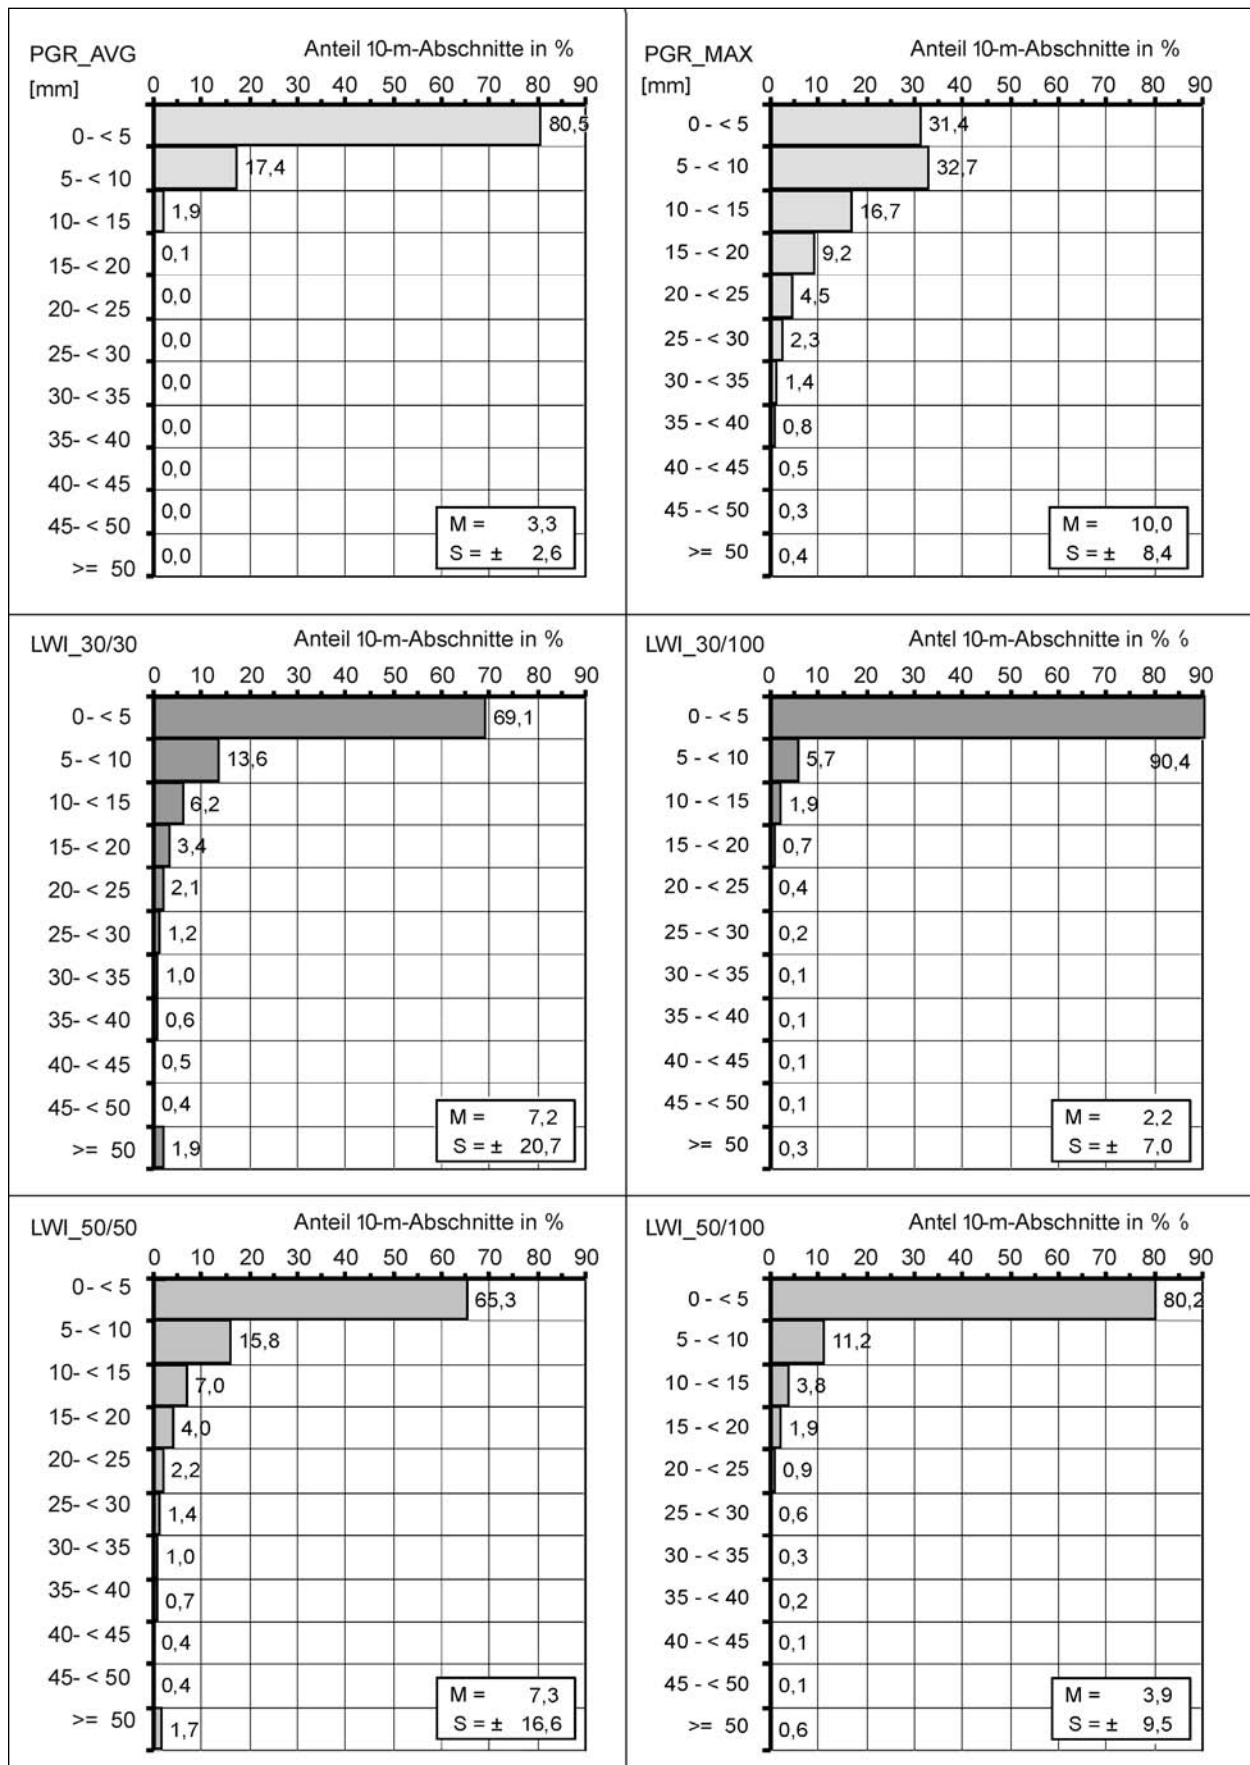 PGR_AVG Anteil 10-m-Abschnitte in %
[mm] 0 10 20 30 40 50 60 70 80 90
0- < 5 80,5
5- < 10 17,4
10- < 15 1,9
15- < 20 0,1
20- < 25 0,0
25- < 30 0,0
30- < 35 0,0
35- < 40 0,0
40- < 45 0,0
45- < 50 0,0
>= 50 0,0
M = 3,3
S = ± 2,6
PGR_MAX Anteil 10-m-Abschnitte in %
[mm] 0 10 20 30 40 50 60 70 80 90
0 - < 5 31,4
5 - < 10 32,7
10 - < 15 16,7
15 - < 20 9,2
20 - < 25 4,5
25 - < 30 2,3
30 - < 35 1,4
35 - < 40 0,8
40 - < 45 0,5
45 - < 50 0,3
>= 50 0,4
M = 10,0
S = ± 8,4
LWI_30/30 Anteil 10-m-Abschnitte in %
0 10 20 30 40 50 60 70 80 90
0- < 5 69,1
5- < 10 13,6
10- < 15 6,2
15- < 20 3,4
20- < 25 2,1
25- < 30 1,2
30- < 35 1,0
35- < 40 0,6
40- < 45 0,5
45- < 50 0,4
>= 50 1,9
M = 7,2
S = ± 20,7
LWI_30/100 Antel 10-m-Abschnitte in % %
0 10 20 30 40 50 60 70 80 90
0 - < 5
5 - < 10 5,7 90,4
10 - < 15 1,9
15 - < 20 0,7
20 - < 25 0,4
25 - < 30 0,2
30 - < 35 0,1
35 - < 40 0,1
40 - < 45 0,1
45 - < 50 0,1
>= 50 0,3
M = 2,2
S = ± 7,0
LWI_50/50 Anteil 10-m-Abschnitte in %
0 10 20 30 40 50 60 70 80 90
0- < 5 65,3
5- < 10 15,8
10- < 15 7,0
15- < 20 4,0
20- < 25 2,2
25- < 30 1,4
30- < 35 1,0
35- < 40 0,7
40- < 45 0,4
45- < 50 0,4
>= 50 1,7
M = 7,3
S = ± 16,6
LWI_50/100 Antel 10-m-Abschnitte in % %
0 10 20 30 40 50 60 70 80 90
0 - < 5 80,2
5 - < 10 11,2
10 - < 15 3,8
15 - < 20 1,9
20 - < 25 0,9
25 - < 30 0,6
30 - < 35 0,3
35 - < 40 0,2
40 - < 45 0,1
45 - < 50 0,1
>= 50 0,6
M = 3,9
S = ± 9,5